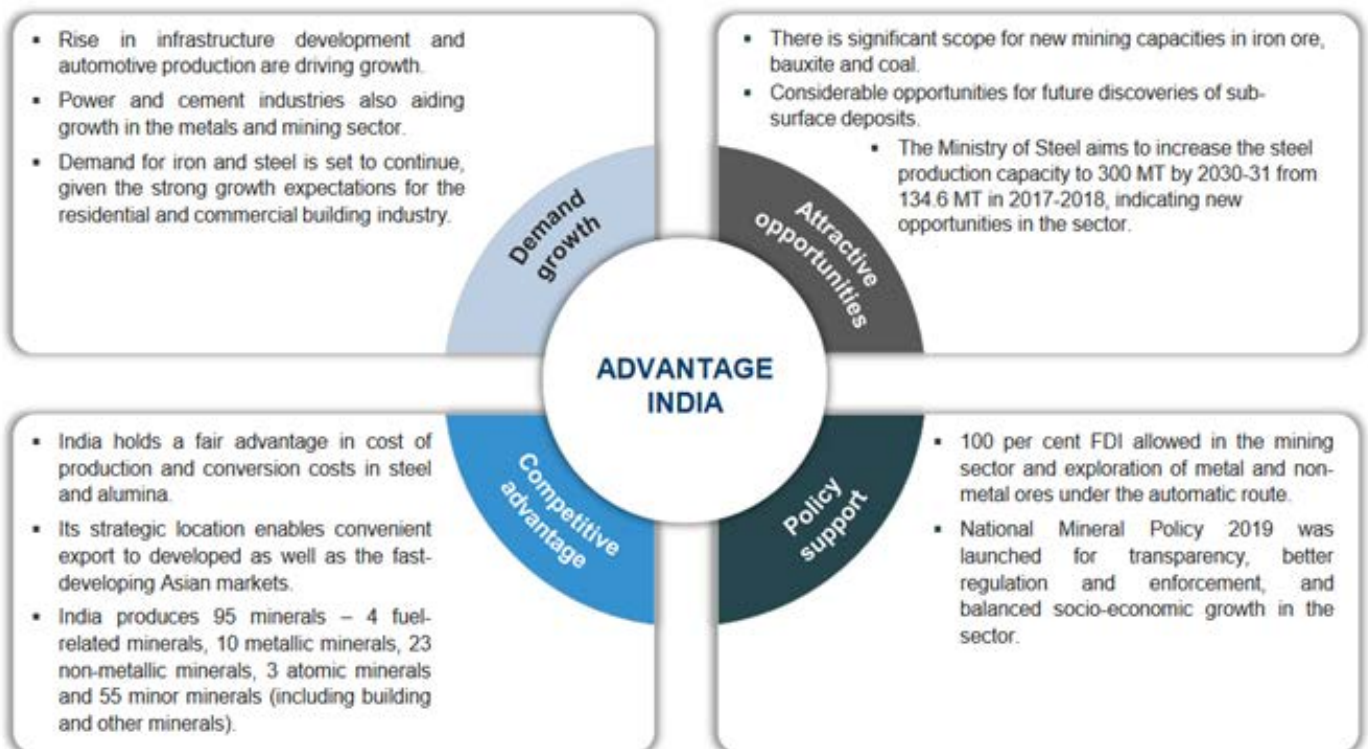 ▪ Rise in infrastructure development and
automotive production are driving growth.
▪ Power and cement industries also aiding
growth in the metals and mining sector.
▪ Demand for iron and steel is set to continue,
given the strong growth expectations for the
residential and commercial building industry.
Demand
growth
▪ There is significant scope for new mining capacities in iron ore,
bauxite and coal.
▪ Considerable opportunities for future discoveries of sub-
surface deposits.
▪ The Ministry of Steel aims to increase the steel
production capacity to 300 MT by 2030-31 from
134.6 MT in 2017-2018, indicating new
opportunities in the sector.
Attractive
opportunities
ADVANTAGE
INDIA
▪ India holds a fair advantage in cost of
production and conversion costs in steel
and alumina.
▪ Its strategic location enables convenient
export to developed as well as the fast-
developing Asian markets.
▪ India produces 95 minerals – 4 fuel-
related minerals, 10 metallic minerals, 23
non-metallic minerals, 3 atomic minerals
and 55 minor minerals (including building
and other minerals).
Competitive
advantage
Policy
support
▪ 100 per cent FDI allowed in the mining
sector and exploration of metal and non-
metal ores under the automatic route.
▪ National Mineral Policy 2019 was
launched for transparency, better
regulation and enforcement, and
balanced socio-economic growth in the
sector.